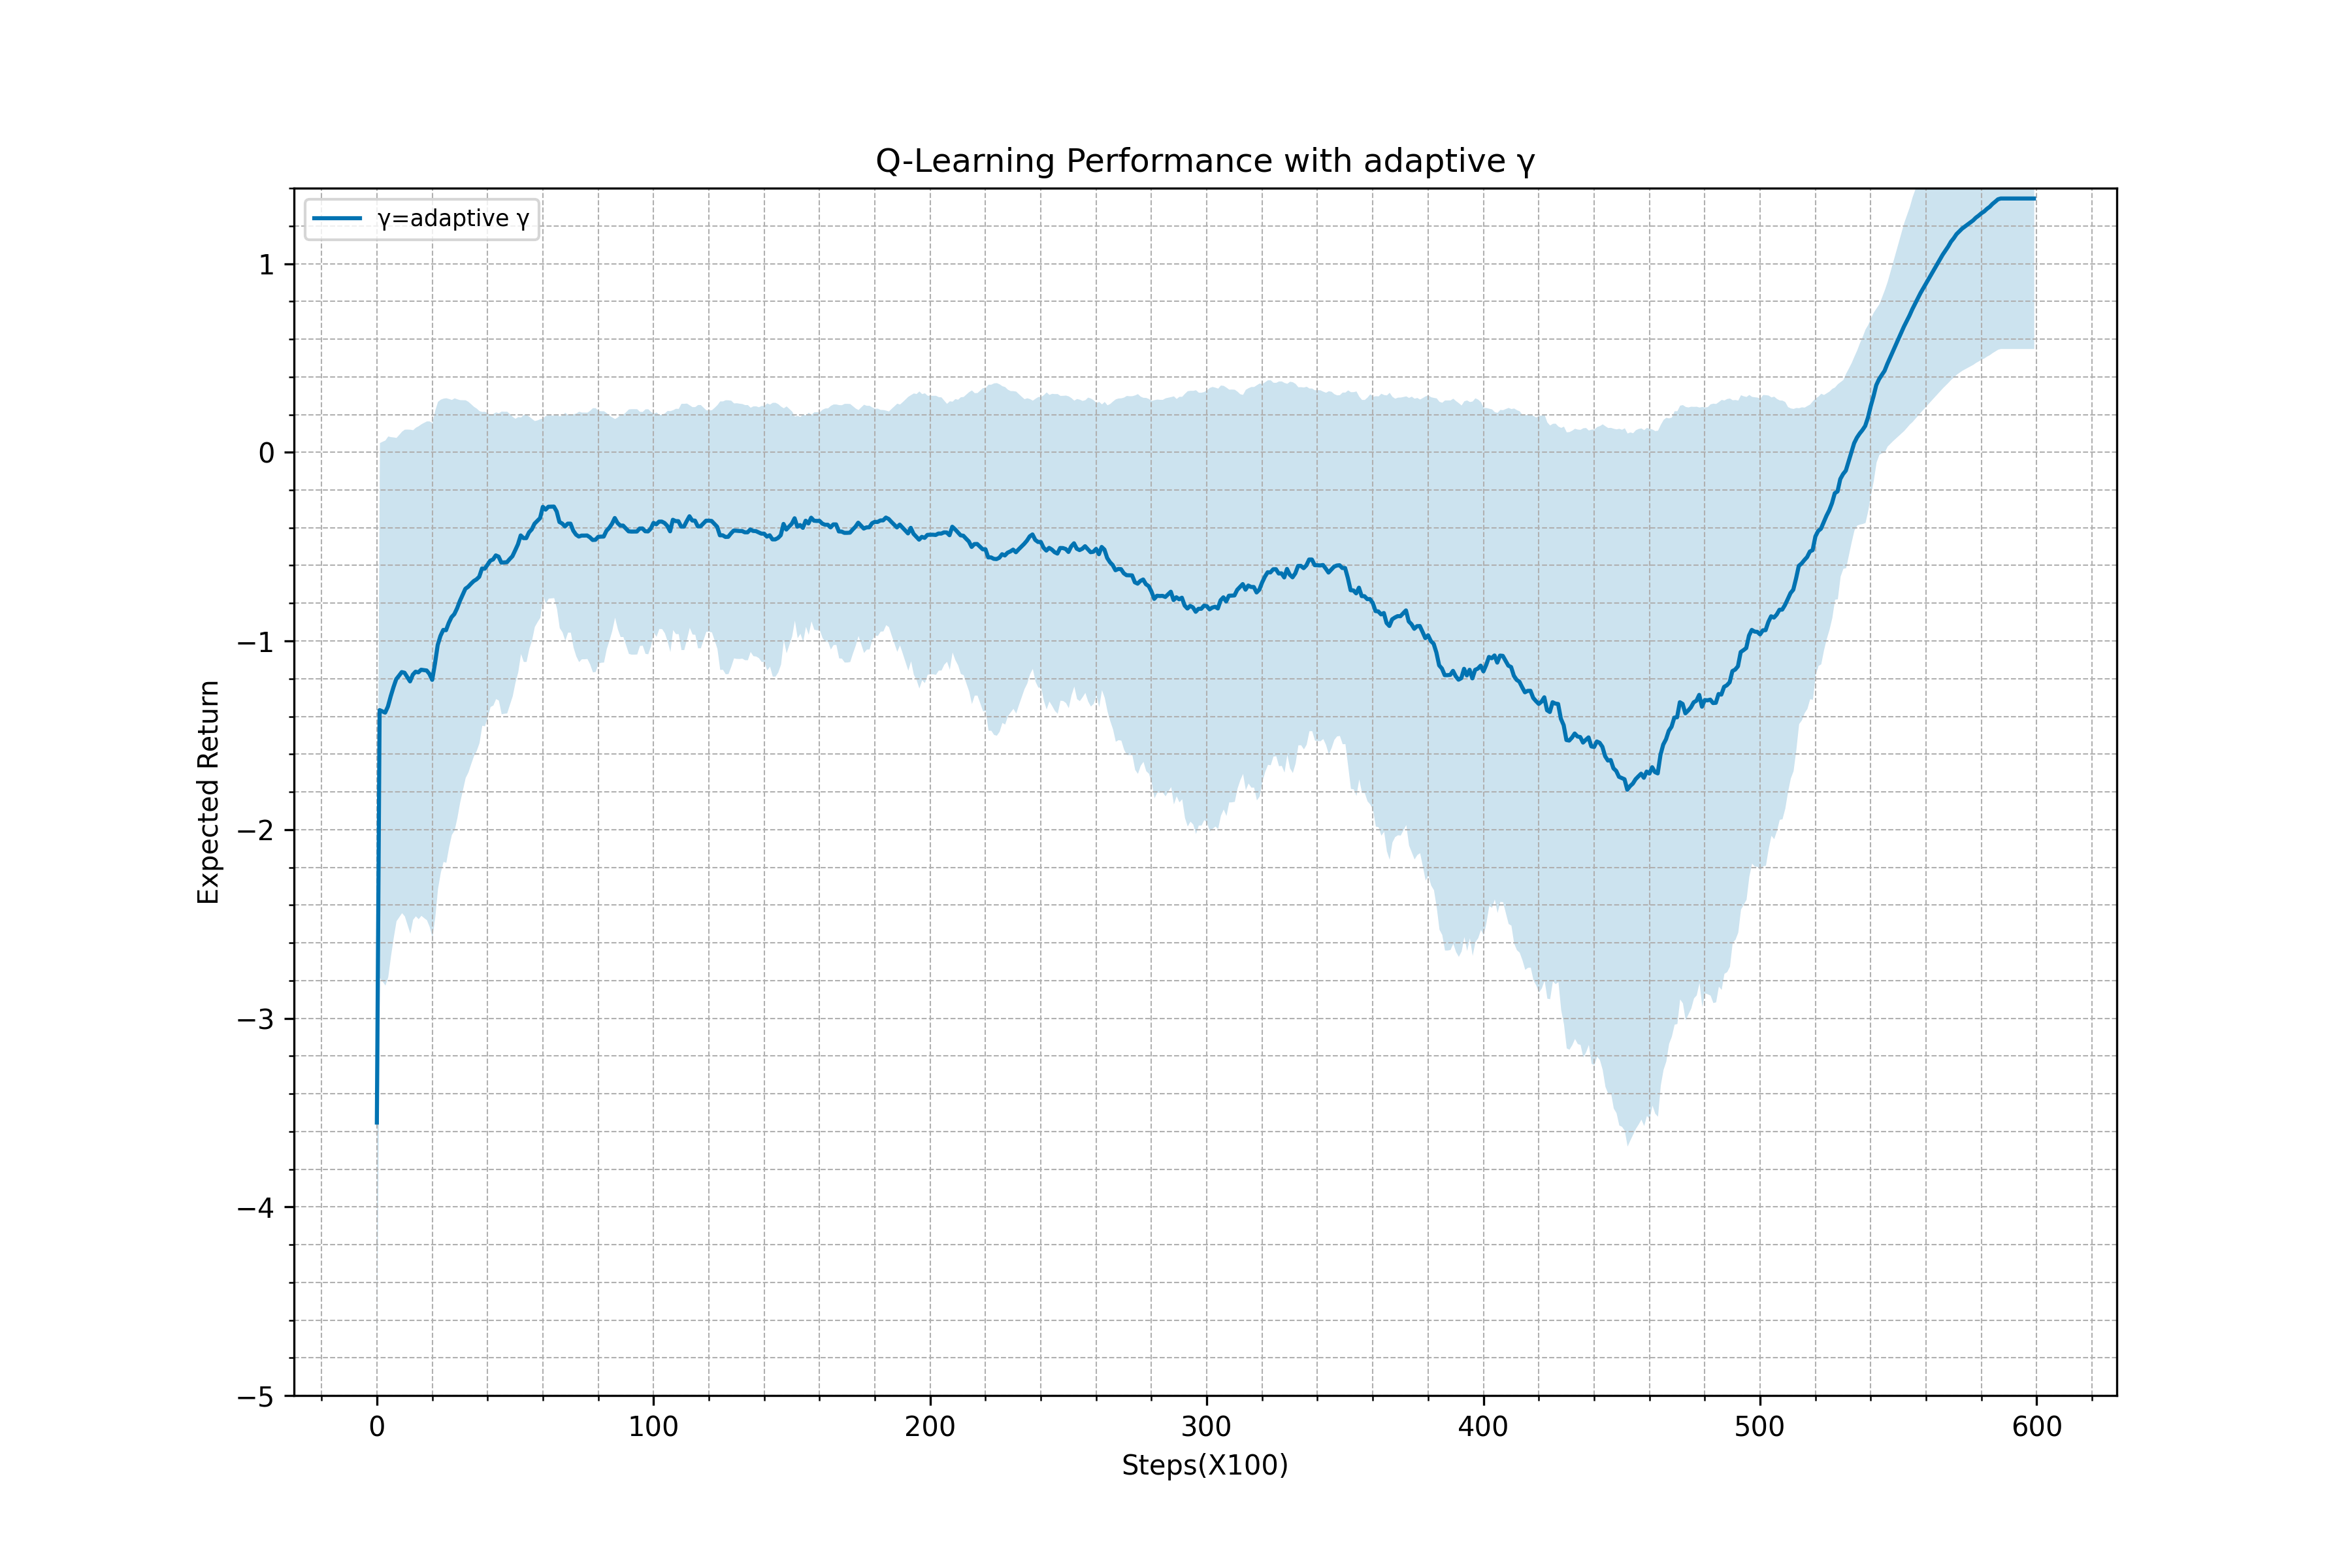 Q-Learning Performance with adaptive γ
γ=adaptive γ
1
0
−1
−2
−3
−4
−5
Expected Return
0 100 200 300 400 500 600
Steps(X100)